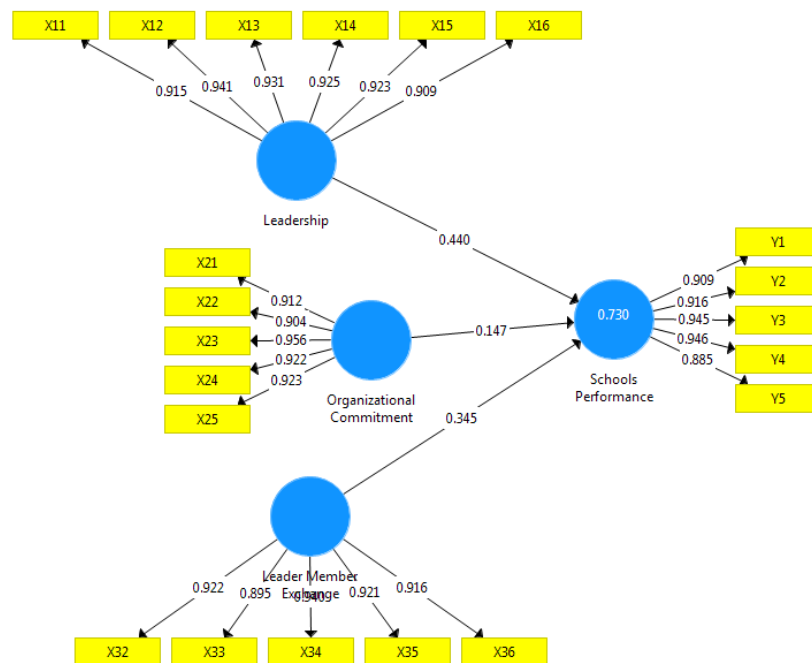 X11 X12 X13 X14 X15 X16
0.915 0.941 0.931 0.925 0.923 0.909
Leadership
0.440
X21
X22
X23
X24
X25
0.912
0.904
0.956
0.922
0.923
Organizational
Commitment
0.147
0.730
Schools
Performance
Y1
Y2
Y3
Y4
Y5
0.909
0.916
0.945
0.946
0.885
0.345
Leader Member
Exchange
0.922 0.895 0.940 0.921 0.916
X32 X33 X34 X35 X36